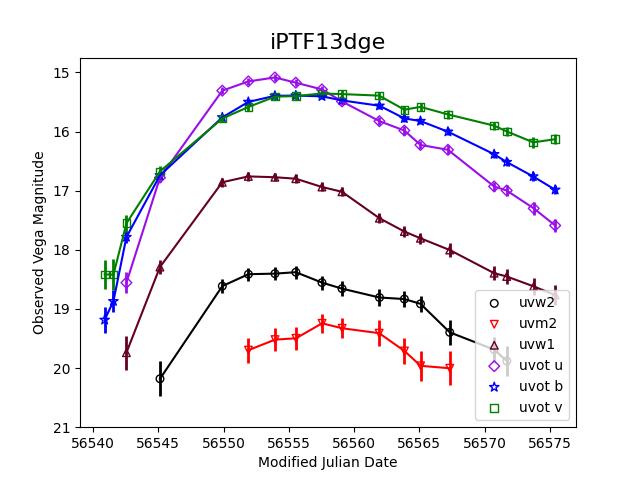 iPTF13dge
Observed Vega Magnitude
15
16
17
18
19
20
21
56540 56545 56550 56555 56560 56565 56570 56575
Modified Julian Date
uvw2
uvm2
uvw1
uvot u
uvot b
uvot v